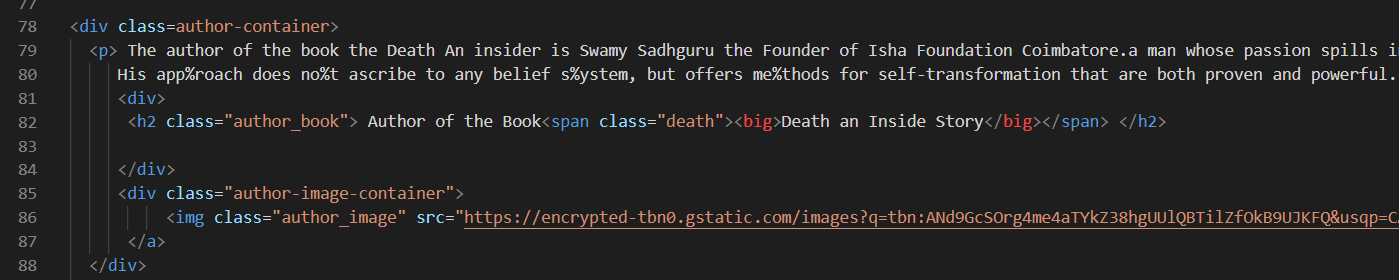 77
78 <div class=author-container>
79 <p> The author of the book the Death An insider is Swamy Sadhguru the Founder of Isha Foundation Coimbatore.a man whose passion spills i
80 His app%roach does no%t ascribe to any belief s%ystem, but offers me%thods for self-transformation that are both proven and powerful.
81 <div>
82 <h2 class="author_book"> Author of the Book<span class="death"><big>Death an Inside Story</big></span> </h2>
83
84 </div>
85 <div class="author-image-container">
86 <img class="author_image" src="https://encrypted-tbn0.gstatic.com/images?q=tbn:ANd9GcSOrg4me4aTYkZ38hgUUlQBTilZfOkB9UJKFQ&usqp=C
87 </a>
88 </div>